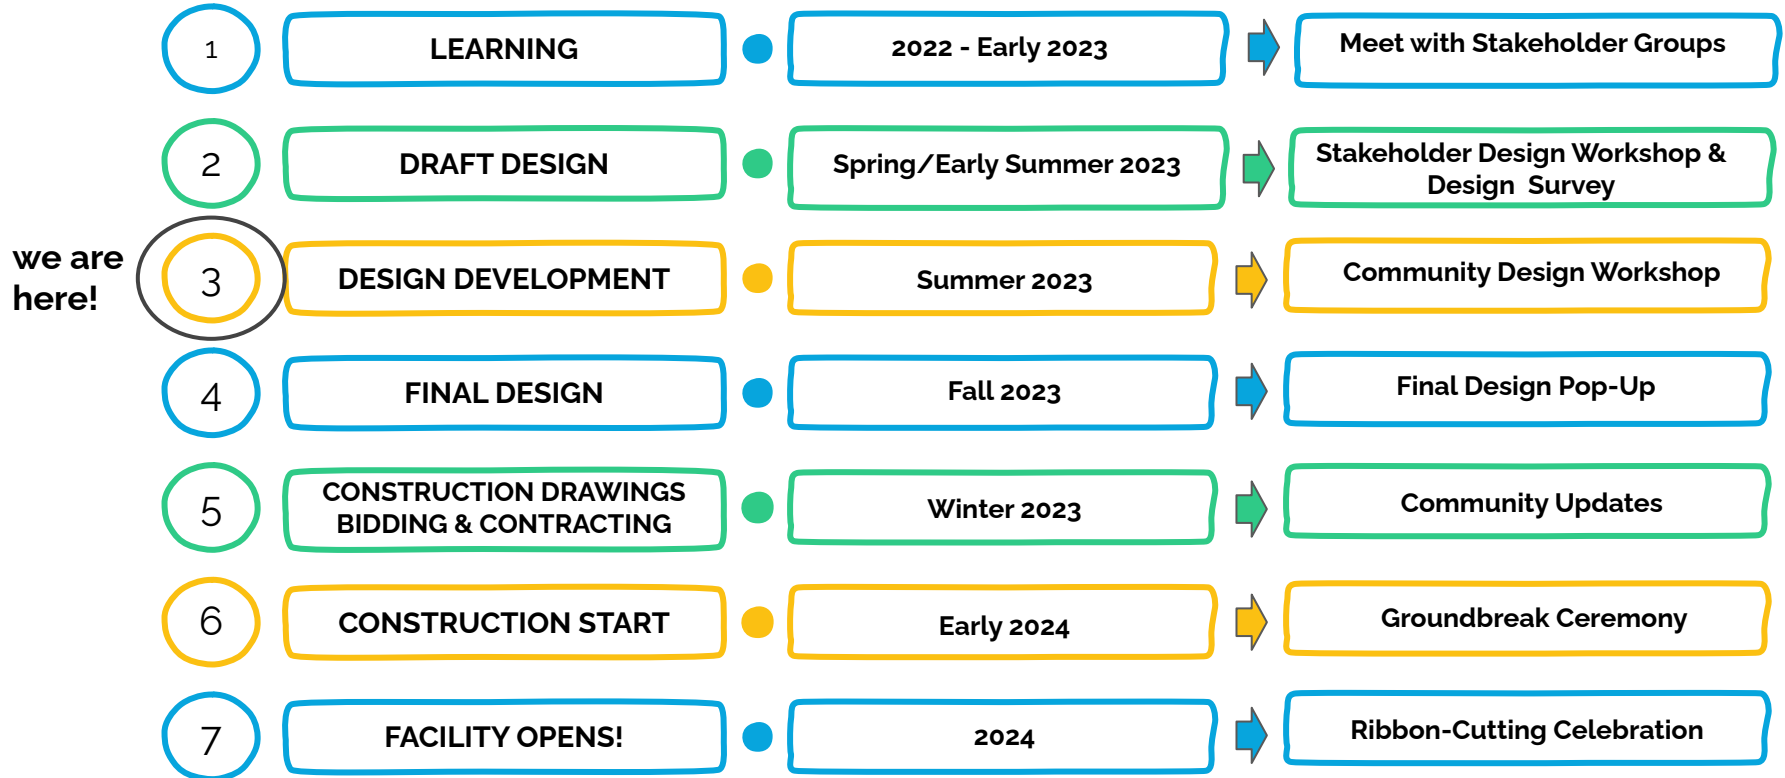 1
LEARNING
2022 - Early 2023
Meet with Stakeholder Groups
2
DRAFT DESIGN
Spring/Early Summer 2023
Stakeholder Design Workshop &
Design Survey
we are
here!
3
DESIGN DEVELOPMENT
Summer 2023
Community Design Workshop
4
FINAL DESIGN
Fall 2023
Final Design Pop-Up
5
CONSTRUCTION DRAWINGS
BIDDING & CONTRACTING
Winter 2023
Community Updates
6
CONSTRUCTION START
Early 2024
Groundbreak Ceremony
7
FACILITY OPENS!
2024
Ribbon-Cutting Celebration